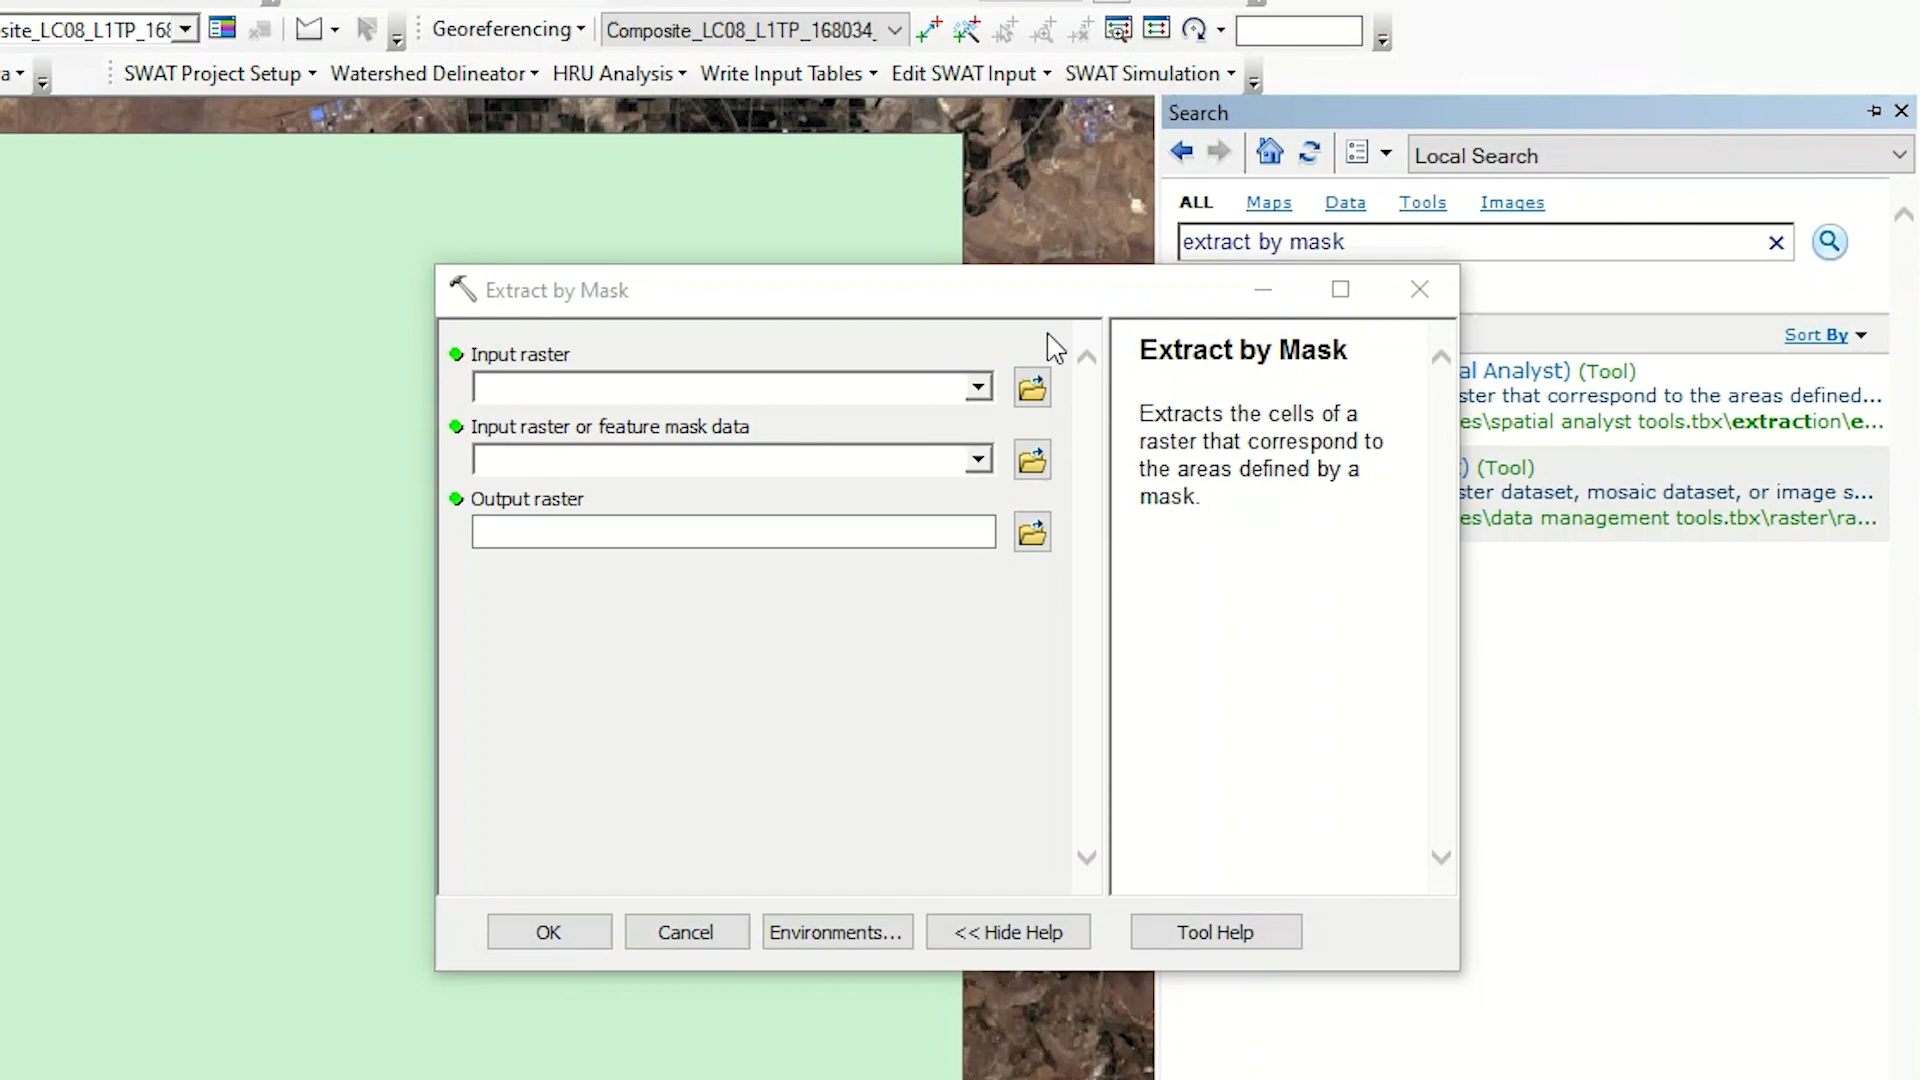 site_LC08_L1TP_168
Georeferencing
Composite_LC08_L1TP_168034_
a
SWAT Project Setup
Watershed Delineator
HRU Analysis
Write Input Tables
Edit SWAT Input
SWAT Simulation
Search
Local Search
ALL
Maps
Data
Tools
Images
extract by mask
Sort By
al Analyst) (Tool)
ster that correspond to the areas defined...
es\spatial analyst tools.tbx\extraction\e...
) (Tool)
ster dataset, mosaic dataset, or image s...
es\data management tools.tbx\raster\ra...
Extract by Mask
Input raster
Input raster or feature mask data
Output raster
Extract by Mask
Extracts the cells of a
raster that correspond to
the areas defined by a
mask.
OK
Cancel
Environments...
<< Hide Help
Tool Help